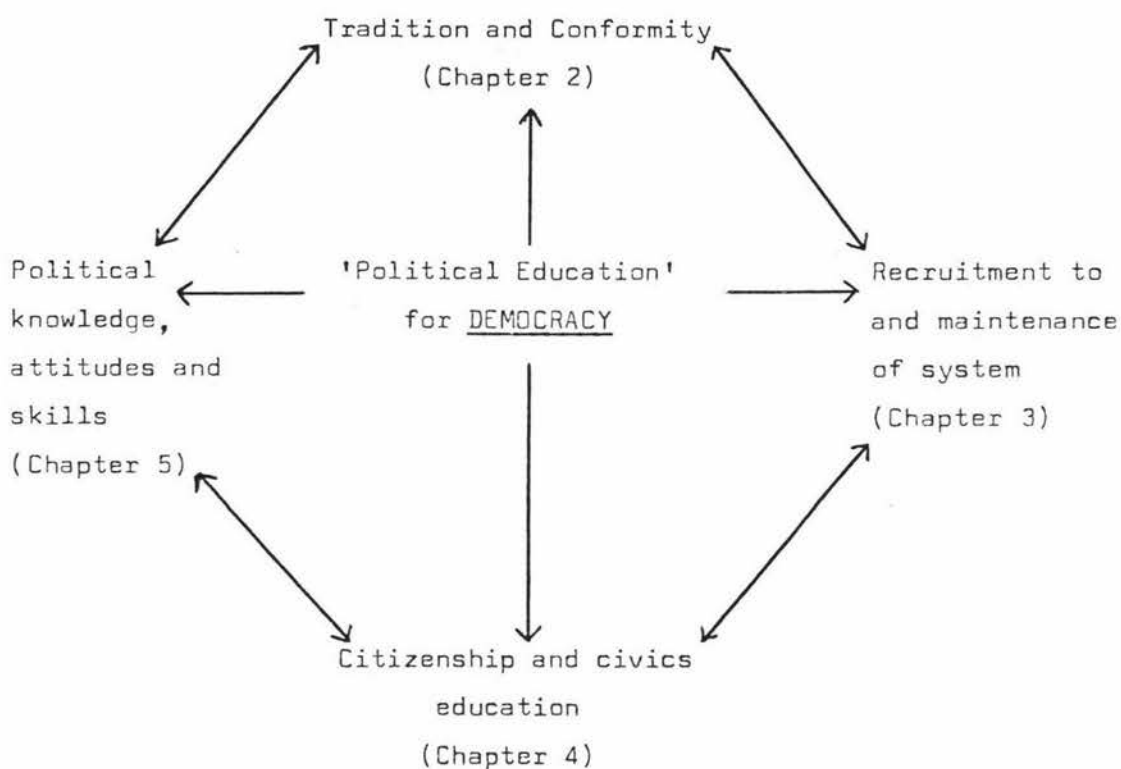 Tradition and Conformity
(Chapter 2)
Political
knowledge,
attitudes and
skills
(Chapter 5)
'Political Education'
for DEMOCRACY
Recruitment to
and maintenance
of system
(Chapter 3)
Citizenship and civics
education
(Chapter 4)